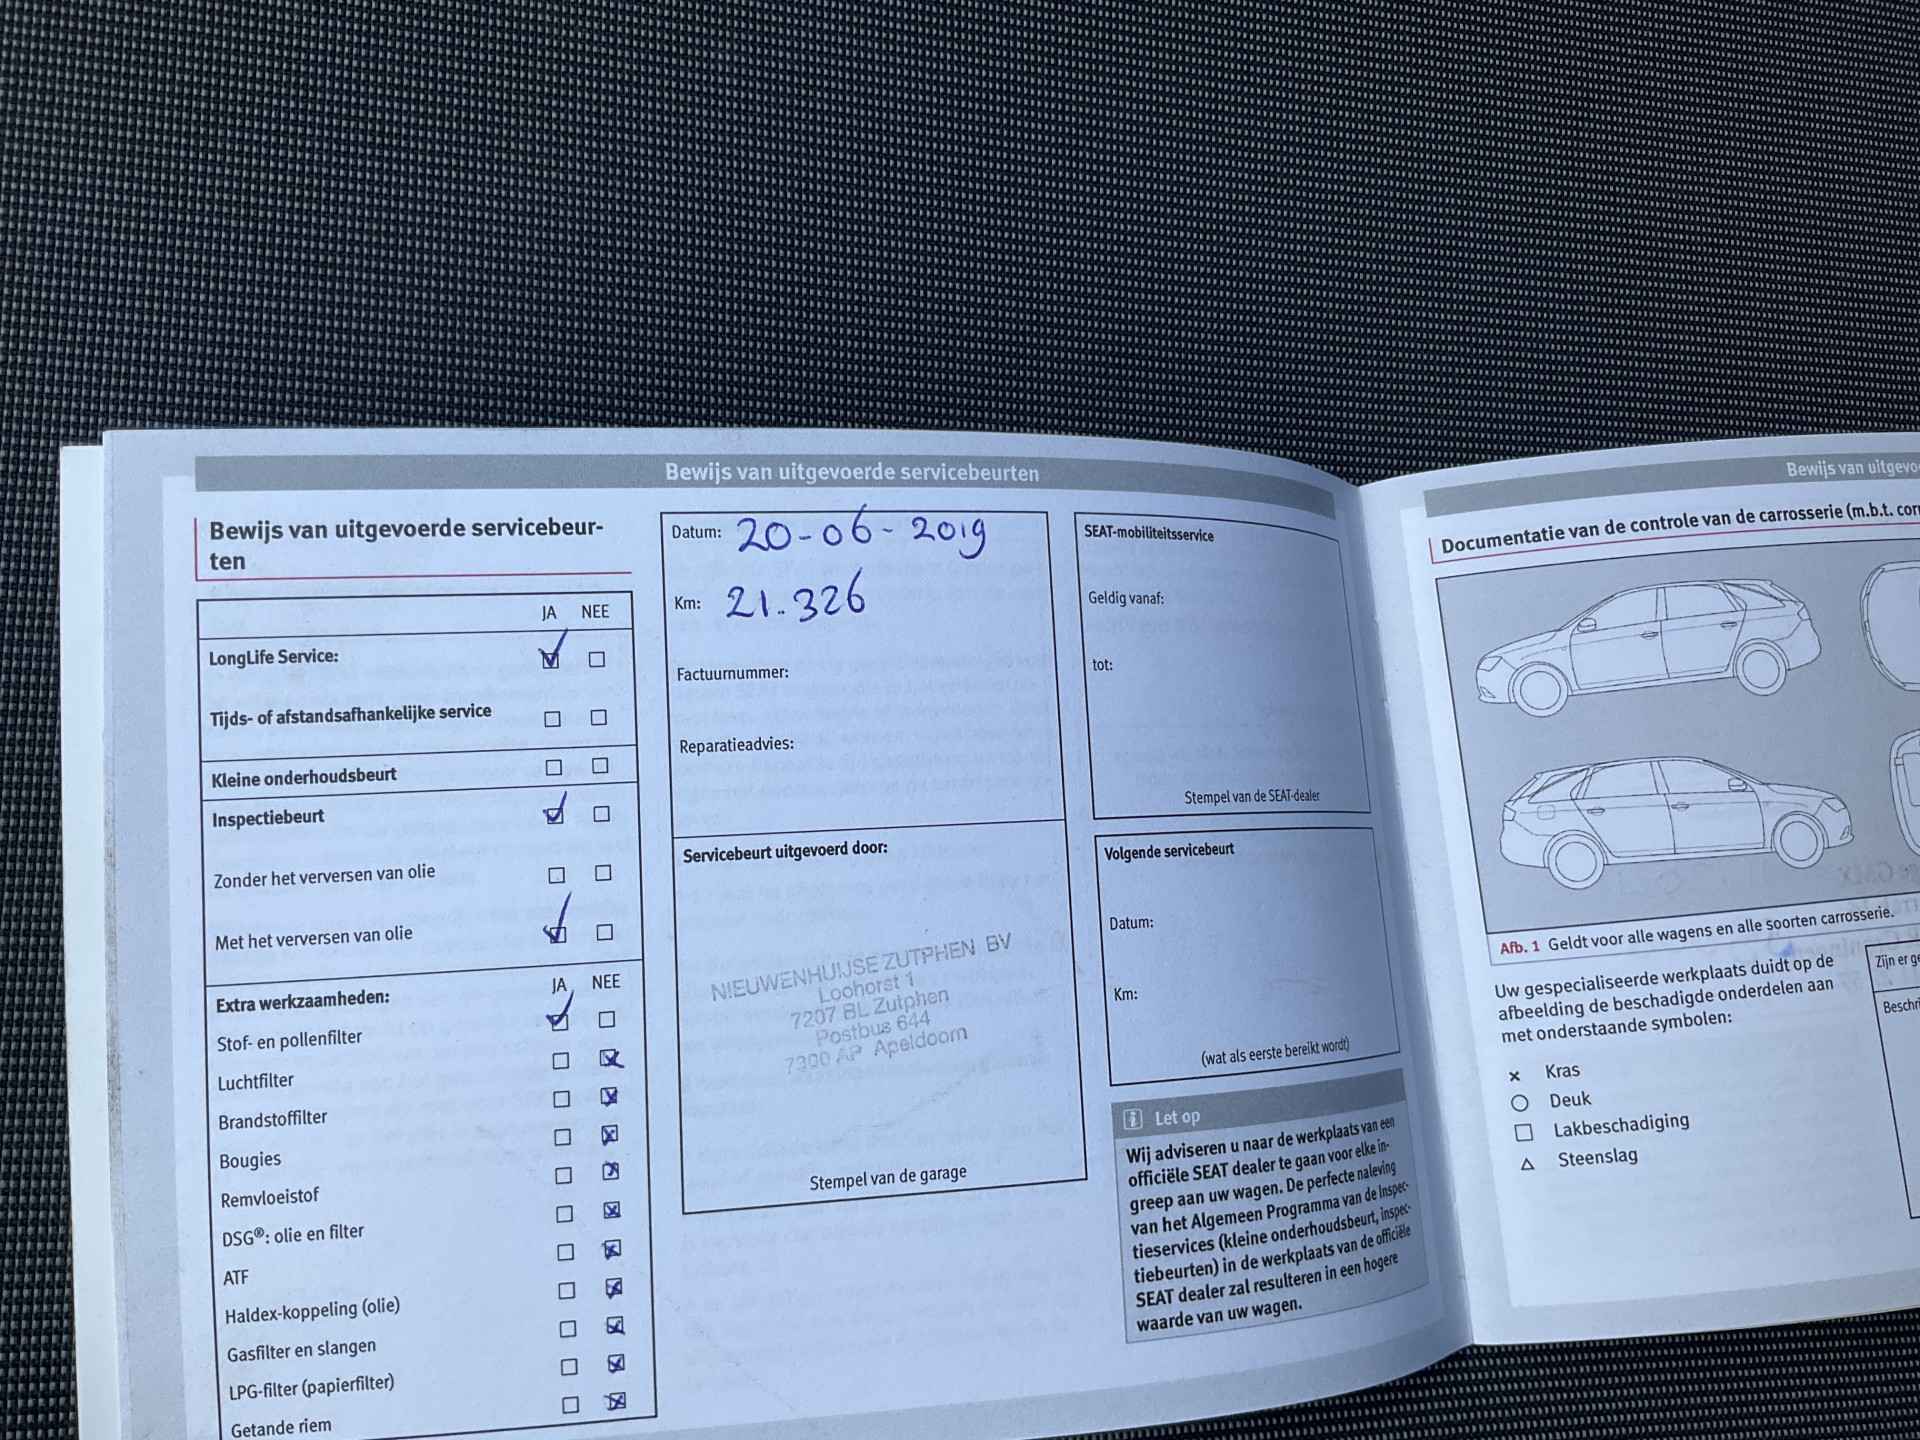 Bewijs van uitgevoerde servicebeurten
Bewijs van uitgevoerde servicebeur-
ten
JA NEE
LongLife Service:
Tijds- of afstandsafhankelijke service
Kleine onderhoudsbeurt
Inspectiebeurt
Zonder het verversen van olie
Met het verversen van olie
Extra werkzaamheden: JA NEE
Stof- en pollenfilter
Luchtfilter
Brandstoffilter
Bougies
Remvloeistof
DSG®: olie en filter
ATF
Haldex-koppeling (olie)
Gasfilter en slangen
LPG-filter (papierfilter)
Getande riem
Datum: 20-06-2019
Km: 21.326
Factuurnummer:
Reparatieadvies:
Servicebeurt uitgevoerd door:
NIEUWENHUIJSE ZUTPHEN BV
Loohorst 1
7207 BL Zutphen
Postbus 644
7300 AP Apeldoorn
Stempel van de garage
SEAT-mobiliteitsservice
Geldig vanaf:
tot:
Stempel van de SEAT-dealer
Volgende servicebeurt
Datum:
Km:
(wat als eerste bereikt wordt)
i Let op
Wij adviseren u naar de werkplaats van een
officiële SEAT dealer te gaan voor elke in-
greep aan uw wagen. De perfecte naleving
van het Algemeen Programma van de Inspec-
tieservices (kleine onderhoudsbeurt, inspec-
tiebeurten) in de werkplaats van de officiële
SEAT dealer zal resulteren in een hogere
waarde van uw wagen.
Bewijs van
Documentatie van de controle van de carrosserie (m.b.t.
Afb. 1 Geldt voor alle wagens en alle soorten carrosserie.
Uw gespecialiseerde werkplaats duidt op de
afbeelding de beschadigde onderdelen aan
met onderstaande symbolen:
Kras
Deuk
Lakbeschadiging
Steenslag
Zijn er